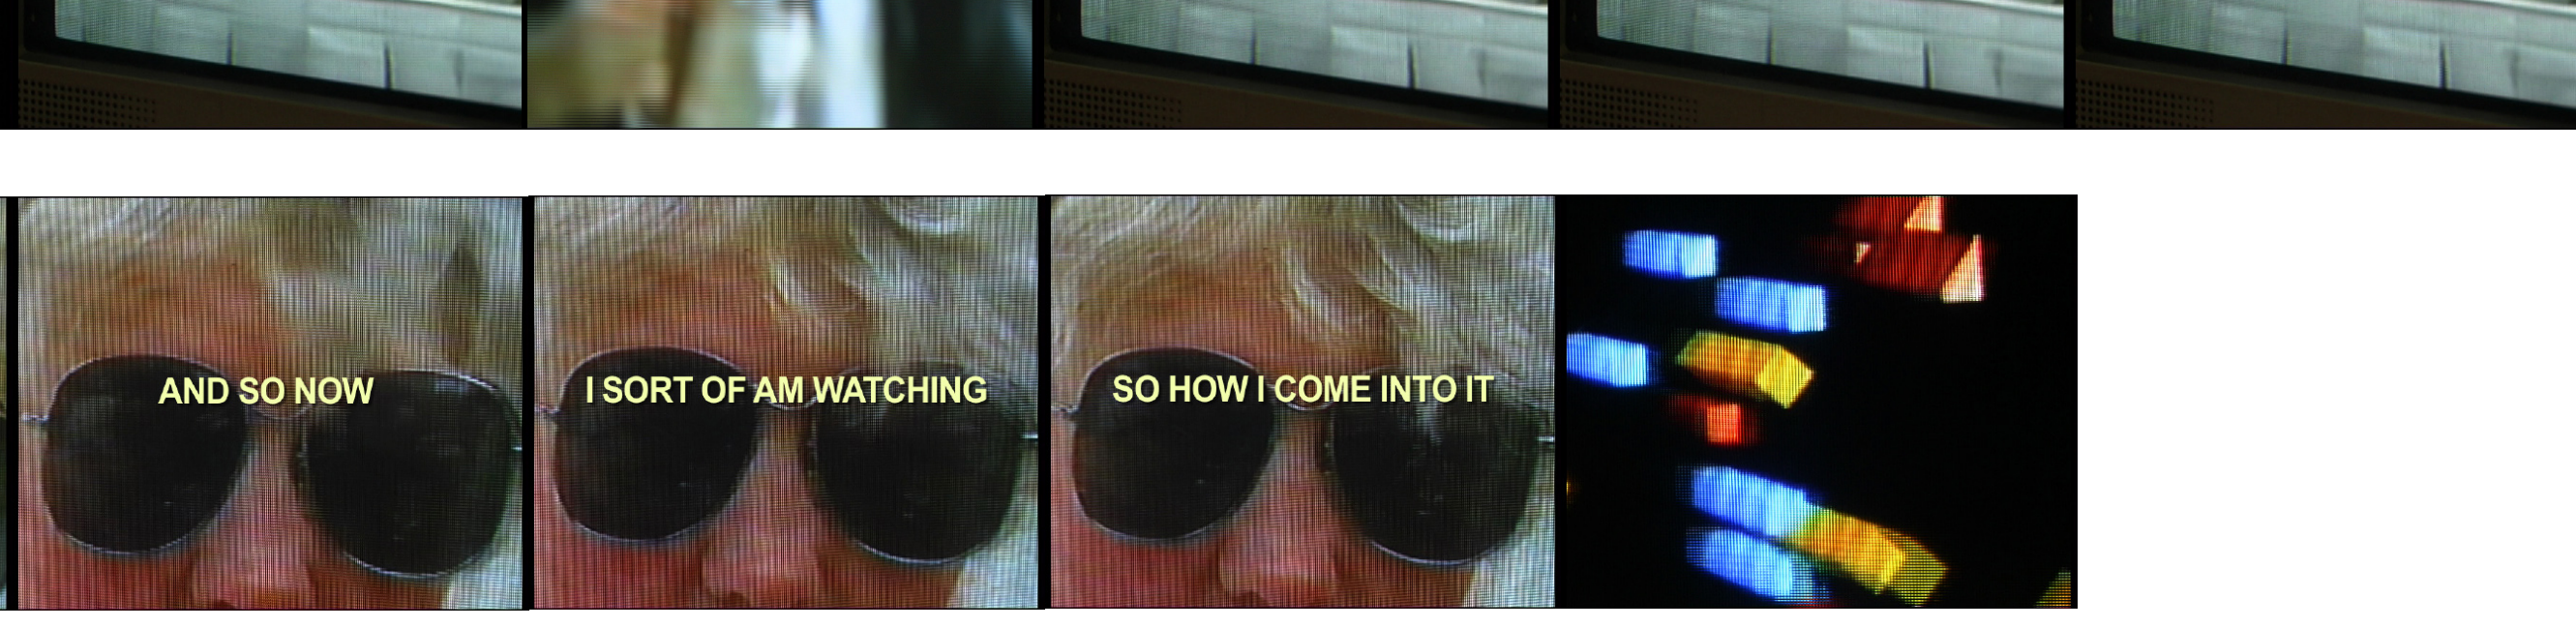 AND SO NOW
I SORT OF AM WATCHING
SO HOW I COME INTO IT